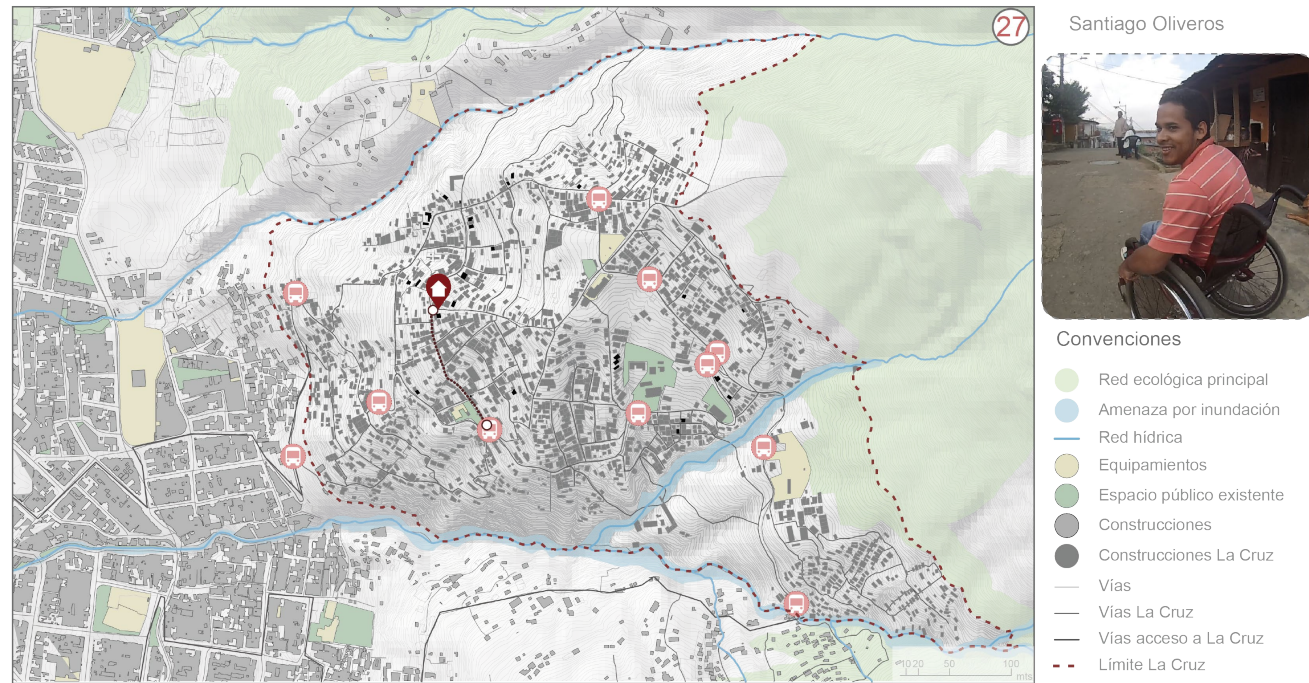 27
Santiago Oliveros
Convenciones
Red ecológica principal
Amenaza por inundación
Red hídrica
Equipamientos
Espacio público existente
Construcciones
Construcciones La Cruz
Vías
Vías La Cruz
Vías acceso a La Cruz
Límite La Cruz
10 20 50 100
mts